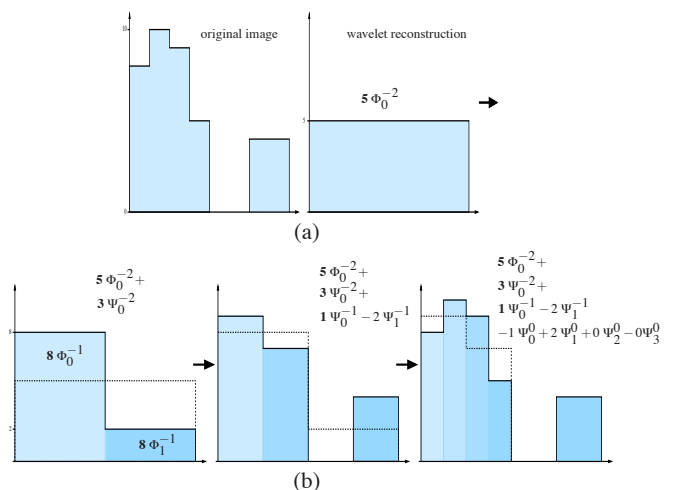 10
original image
wavelet reconstruction
5 Φ₀⁻²
5
0
(a)
5 Φ₀⁻² +
3 Ψ₀⁻²
8
8 Φ₀⁻¹
2
8 Φ₁⁻¹
5 Φ₀⁻² +
3 Ψ₀⁻² +
1 Ψ₀⁻¹ − 2 Ψ₁⁻¹
5 Φ₀⁻² +
3 Ψ₀⁻² +
1 Ψ₀⁻¹ − 2 Ψ₁⁻¹
−1 Ψ₀⁰ + 2 Ψ₁⁰ + 0 Ψ₂⁰ − 0Ψ₃⁰
(b)